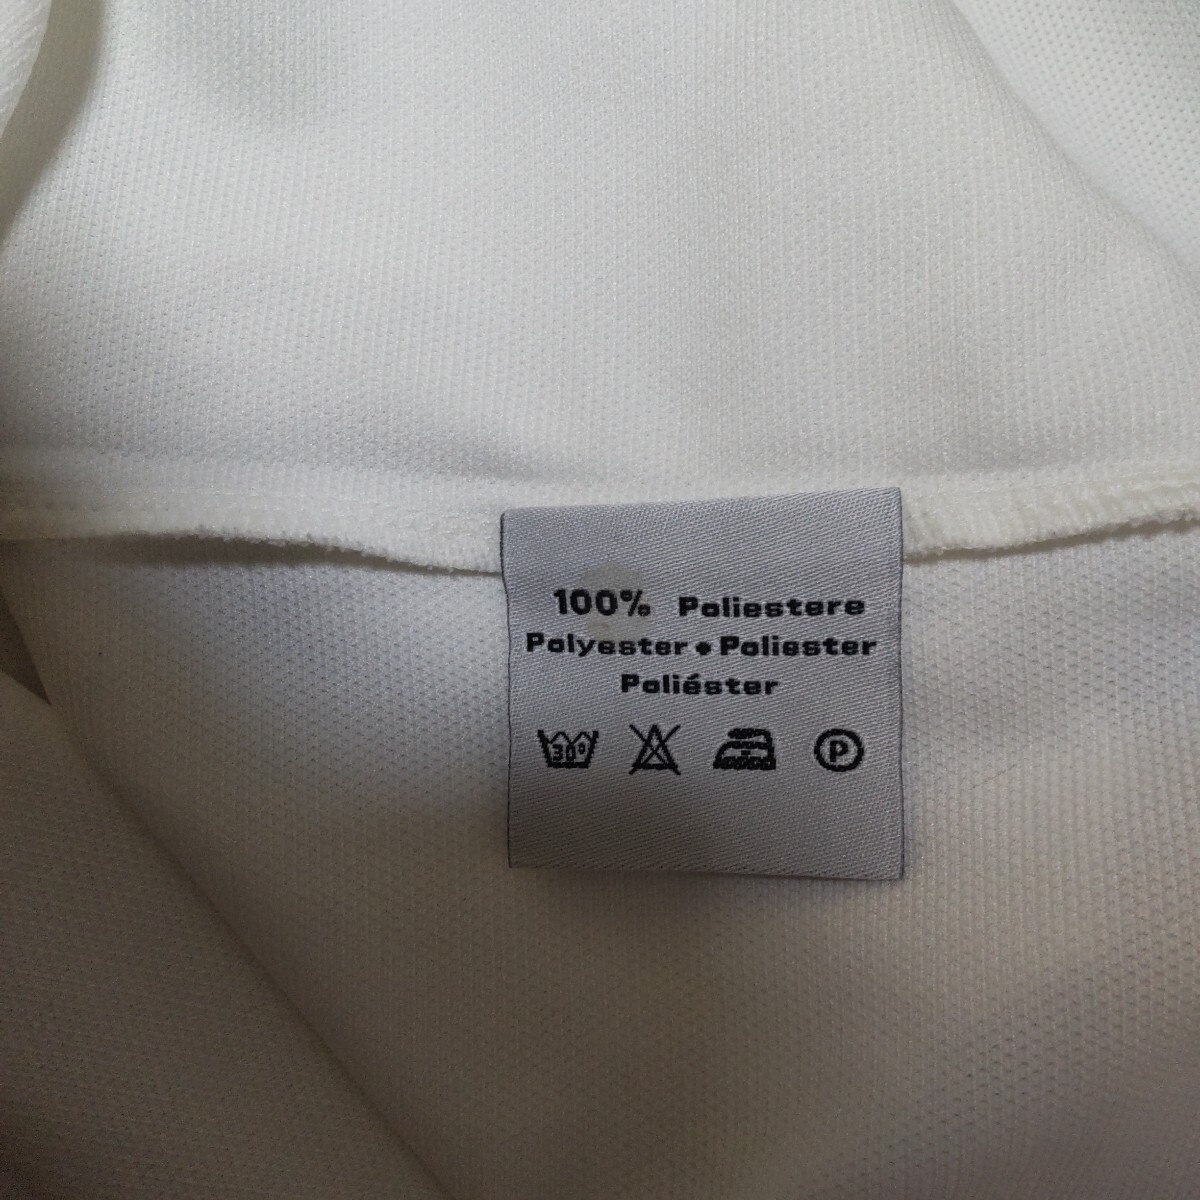 100% Poliestere
Polyester • Poliester
Poliéster
30° P